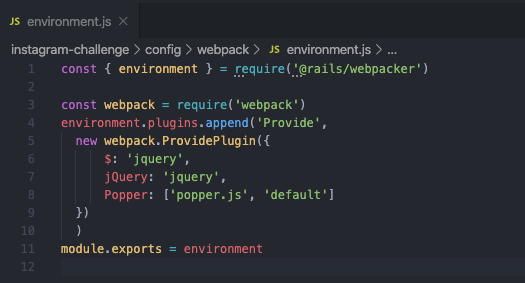 JS environment.js ×
instagram-challenge > config > webpack > JS environment.js > ...
1 const { environment } = require('@rails/webpacker')
2
3 const webpack = require('webpack')
4 environment.plugins.append('Provide',
5 new webpack.ProvidePlugin({
6 $: 'jquery',
7 jQuery: 'jquery',
8 Popper: ['popper.js', 'default']
9 })
10 )
11 module.exports = environment
12